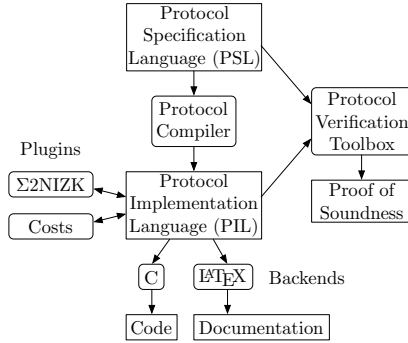 Protocol
Specification
Language (PSL)
Protocol
Compiler
Protocol
Verification
Toolbox
Plugins
Σ2NIZK
Costs
Protocol
Implementation
Language (PIL)
Proof of
Soundness
C
LATEX
Backends
Code
Documentation